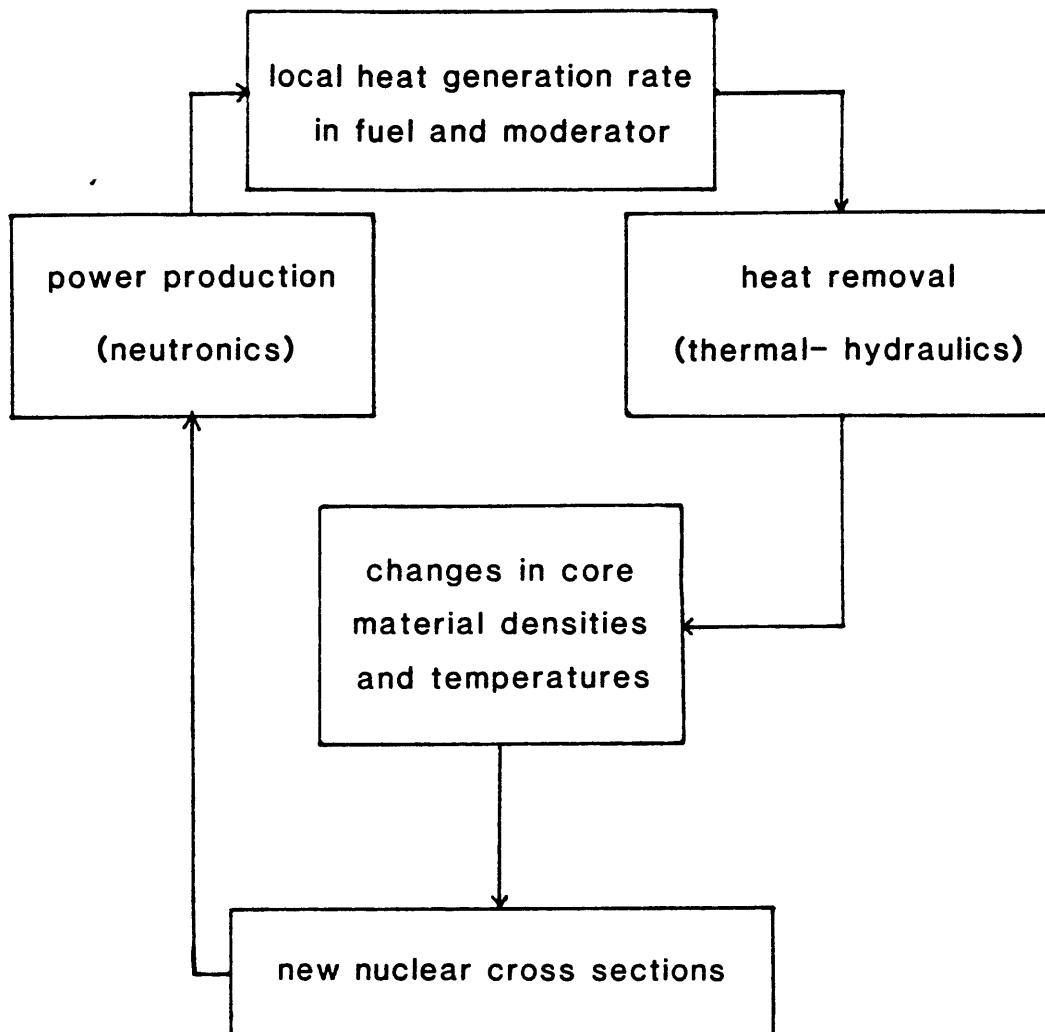 local heat generation rate
in fuel and moderator
power production
(neutronics)
heat removal
(thermal- hydraulics)
changes in core
material densities
and temperatures
new nuclear cross sections